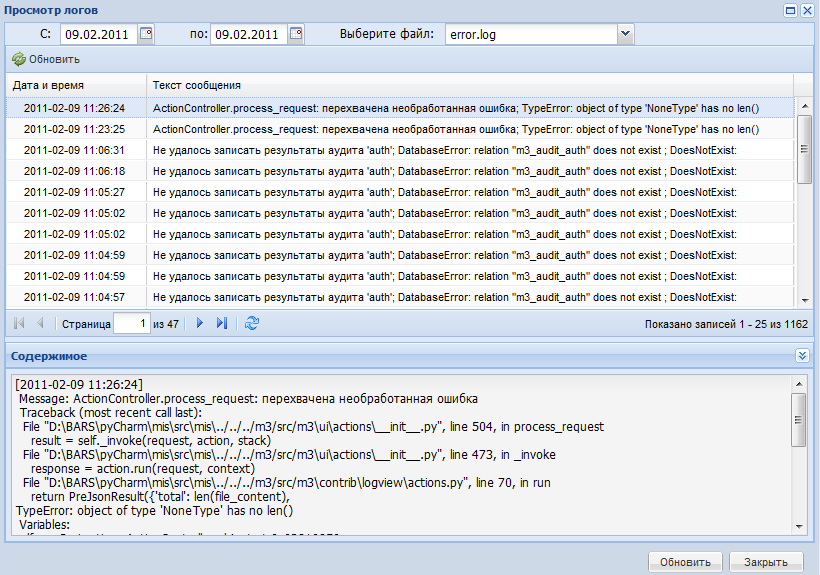 Просмотр логов
С: 09.02.2011 по: 09.02.2011 Выберите файл: error.log
Обновить
Дата и время Текст сообщения
2011-02-09 11:26:24 ActionController.process_request: перехвачена необработанная ошибка; TypeError: object of type 'NoneType' has no len()
2011-02-09 11:23:25 ActionController.process_request: перехвачена необработанная ошибка; TypeError: object of type 'NoneType' has no len()
2011-02-09 11:06:31 Не удалось записать результаты аудита 'auth'; DatabaseError: relation "m3_audit_auth" does not exist ; DoesNotExist:
2011-02-09 11:06:18 Не удалось записать результаты аудита 'auth'; DatabaseError: relation "m3_audit_auth" does not exist ; DoesNotExist:
2011-02-09 11:05:27 Не удалось записать результаты аудита 'auth'; DatabaseError: relation "m3_audit_auth" does not exist ; DoesNotExist:
2011-02-09 11:05:02 Не удалось записать результаты аудита 'auth'; DatabaseError: relation "m3_audit_auth" does not exist ; DoesNotExist:
2011-02-09 11:05:02 Не удалось записать результаты аудита 'auth'; DatabaseError: relation "m3_audit_auth" does not exist ; DoesNotExist:
2011-02-09 11:04:59 Не удалось записать результаты аудита 'auth'; DatabaseError: relation "m3_audit_auth" does not exist ; DoesNotExist:
2011-02-09 11:04:59 Не удалось записать результаты аудита 'auth'; DatabaseError: relation "m3_audit_auth" does not exist ; DoesNotExist:
2011-02-09 11:04:57 Не удалось записать результаты аудита 'auth'; DatabaseError: relation "m3_audit_auth" does not exist ; DoesNotExist:
Страница 1 из 47 Показано записей 1 - 25 из 1162
Содержимое
[2011-02-09 11:26:24]
Message: ActionController.process_request: перехвачена необработанная ошибка
Traceback (most recent call last):
File "D:\BARS\pyCharm\mis\src\mis\../../../m3/src/m3\ui\actions\__init__.py", line 504, in process_request
result = self._invoke(request, action, stack)
File "D:\BARS\pyCharm\mis\src\mis\../../../m3/src/m3\ui\actions\__init__.py", line 473, in _invoke
response = action.run(request, context)
File "D:\BARS\pyCharm\mis\src\mis\../../../m3/src/m3\contrib\logview\actions.py", line 70, in run
return PreJsonResult({'total': len(file_content),
TypeError: object of type 'NoneType' has no len()
Variables:
Обновить Закрыть